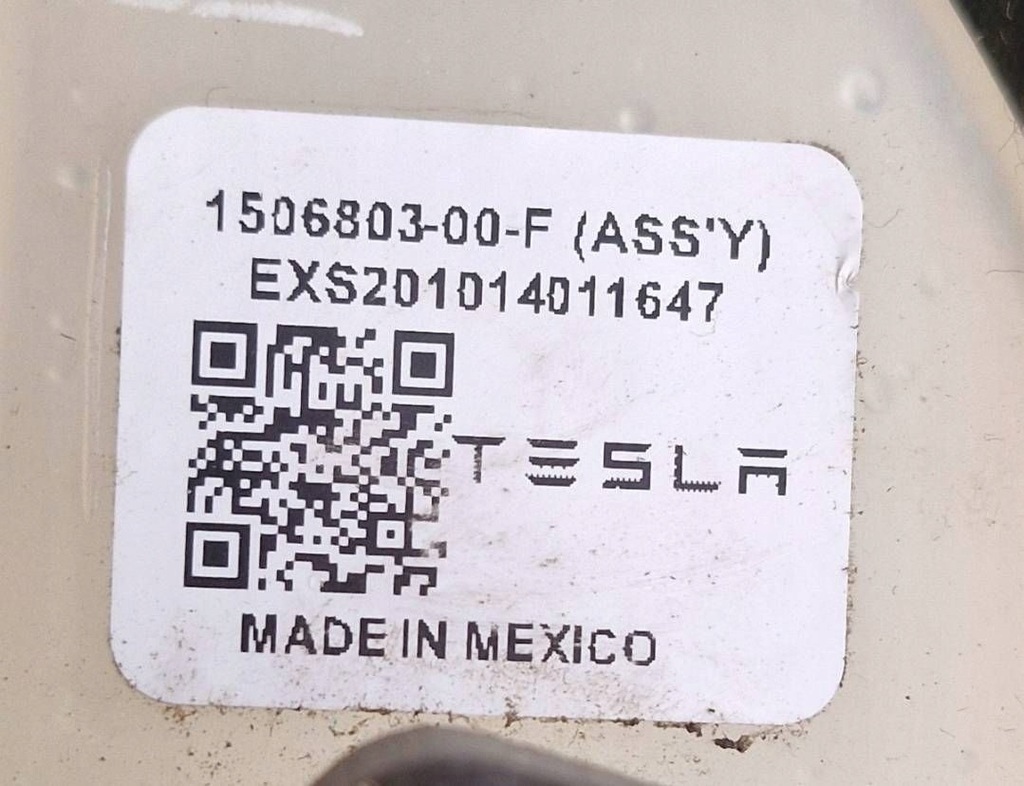 1506803-00-F (ASS'Y)
EXS201014011647
TESLA
MADE IN MEXICO